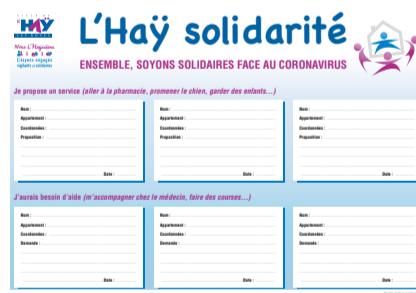 L'HAŸ
L'Haÿ solidarité
Nous L'Haÿssiens
Citoyens engagés
vigilants et solidaires
ENSEMBLE, SOYONS SOLIDAIRES FACE AU CORONAVIRUS
Je propose un service (aller à la pharmacie, promener le chien, garder des enfants...)
Nom : Nom : Nom :
Appartement : Appartement : Appartement :
Coordonnées : Coordonnées : Coordonnées :
Proposition : Proposition : Proposition :
Date : Date : Date :
J'aurais besoin d'aide (m'accompagner chez le médecin, faire des courses...)
Nom : Nom : Nom :
Appartement : Appartement : Appartement :
Coordonnées : Coordonnées : Coordonnées :
Demande : Demande : Demande :
Date : Date : Date :